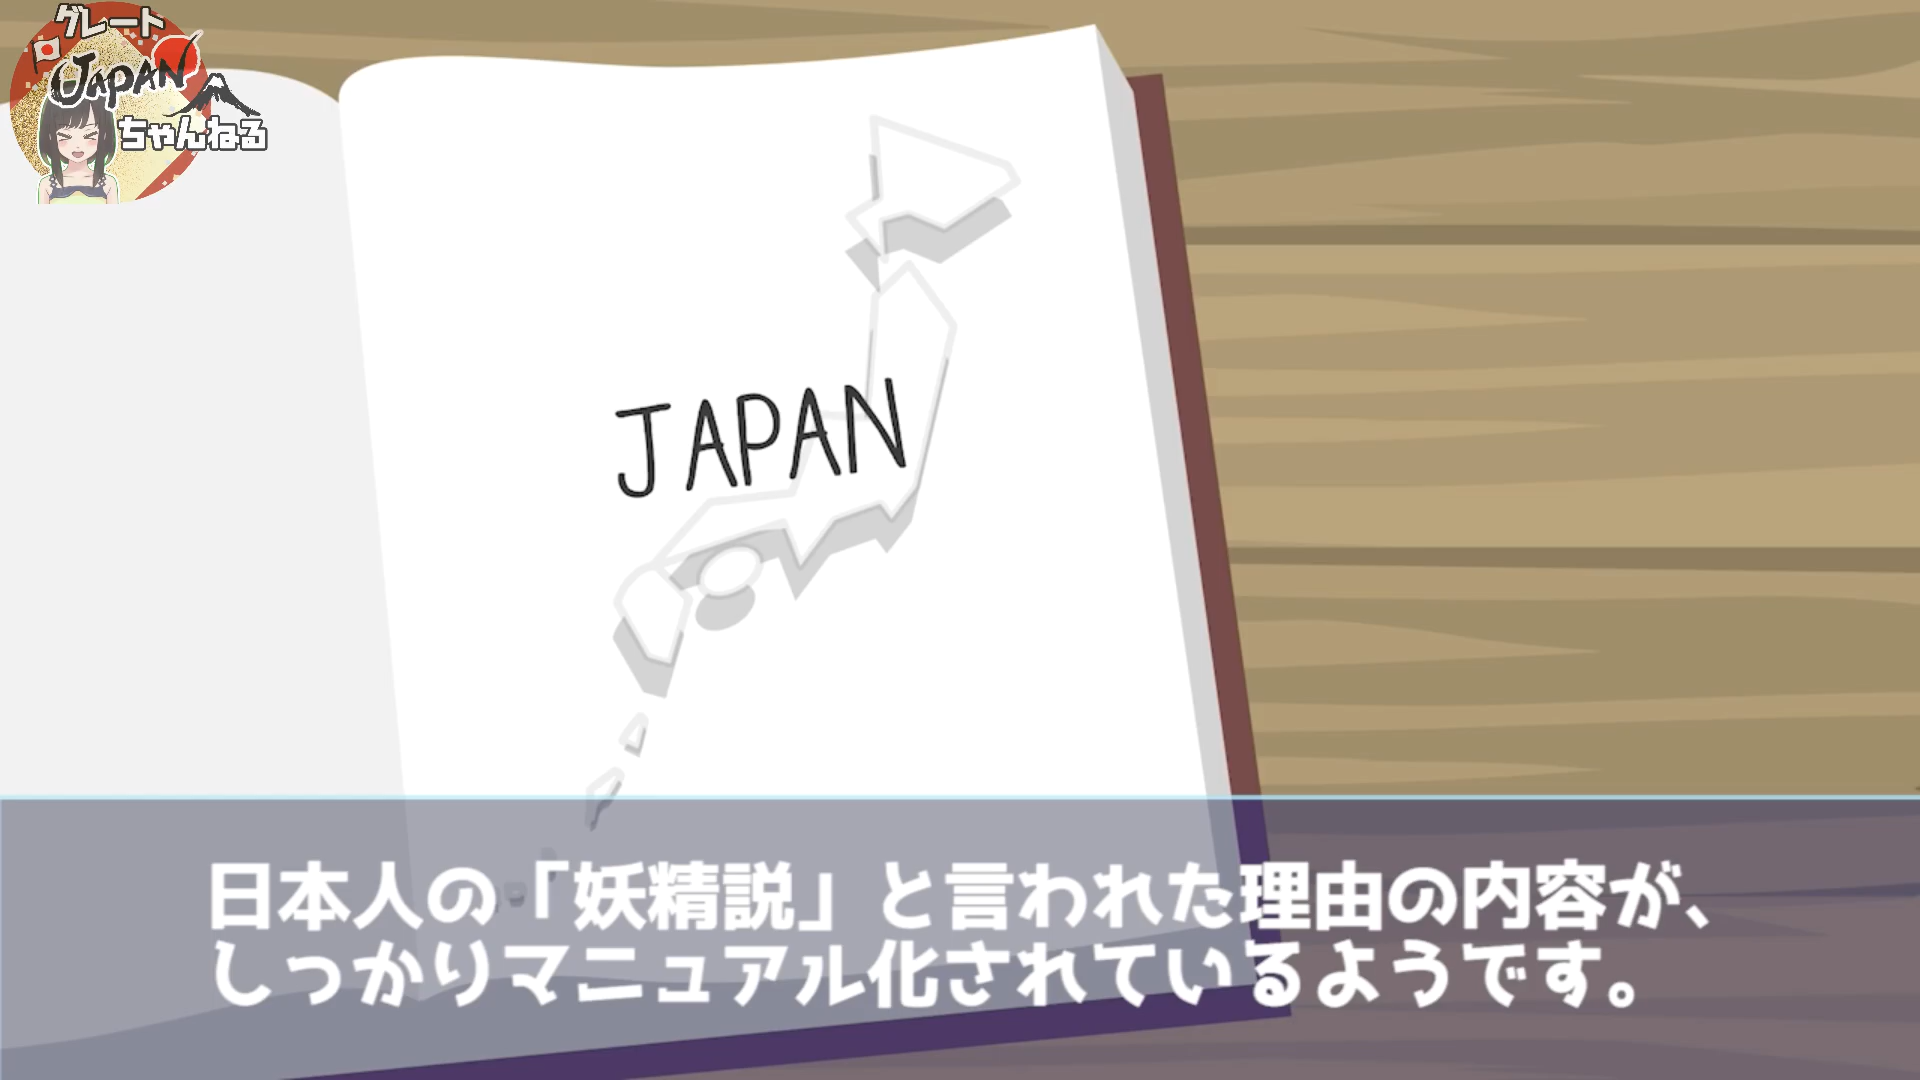 グレート
JAPAN
ちゃんねる
JAPAN
日本人の「妖精説」と言われた理由の内容が、
しっかりマニュアル化されているようです。